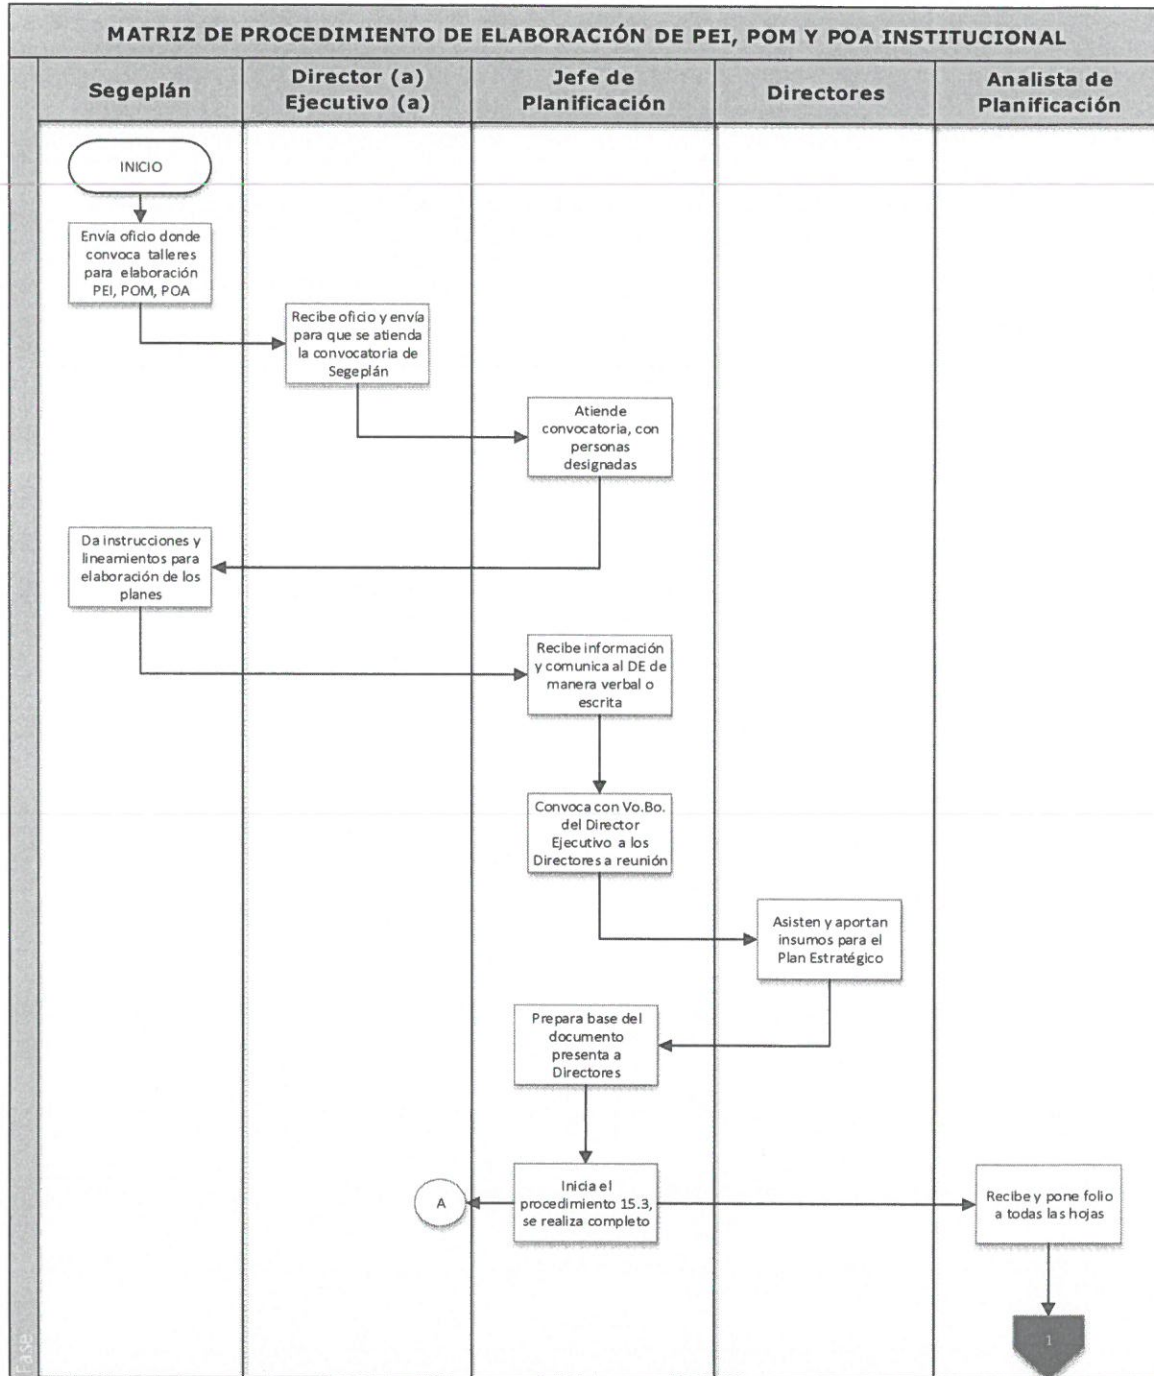 MATRIZ DE PROCEDIMIENTO DE ELABORACIÓN DE PEI, POM Y POA INSTITUCIONAL
Segeplán
Director (a)
Ejecutivo (a)
Jefe de
Planificación
Directores
Analista de
Planificación
INICIO
Envía oficio donde
convoca talleres
para elaboración
PEI, POM, POA
Recibe oficio y envía
para que se atienda
la convocatoria de
Segeplán
Atiende
convocatoria, con
personas
designadas
Da instrucciones y
lineamientos para
elaboración de los
planes
Recibe información
y comunica al DE de
manera verbal o
escrita
Convoca con Vo.Bo.
del Director
Ejecutivo a los
Directores a reunión
Asisten y aportan
insumos para el
Plan Estratégico
Prepara base del
documento
presenta a
Directores
A
Inicia el
procedimiento 15.3,
se realiza completo
Recibe y pone folio
a todas las hojas
1
Fase